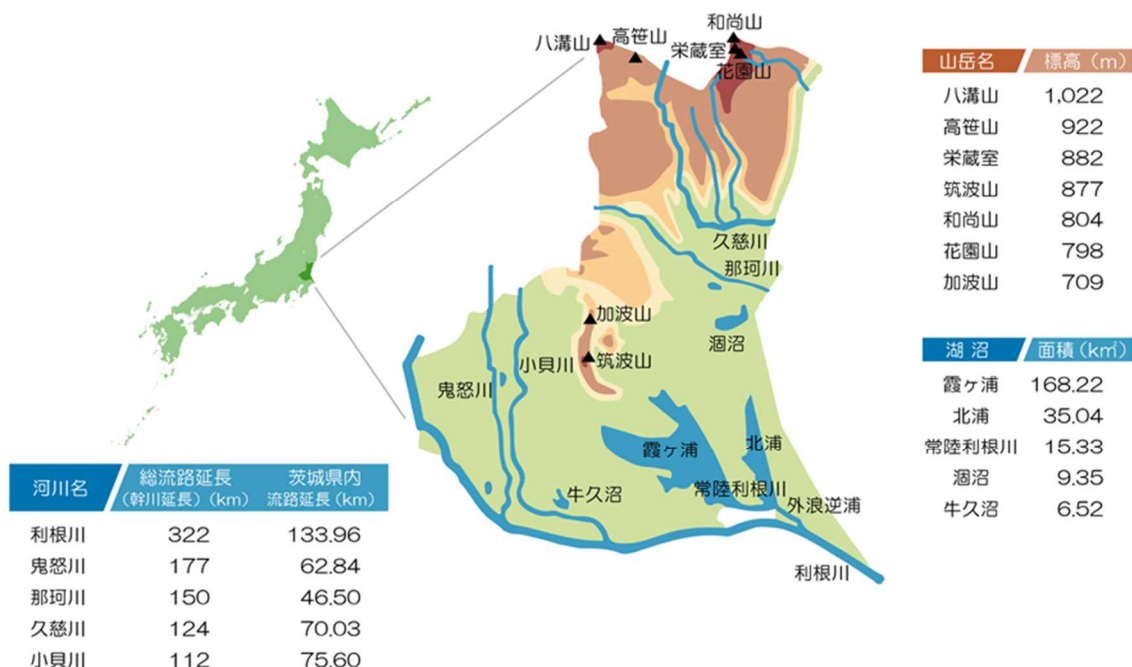 和尚山
高笹山
八溝山
栄蔵室
花園山
久慈川
那珂川
加波山
涸沼
小貝川
筑波山
鬼怒川
霞ヶ浦
北浦
牛久沼
常陸利根川
外浪逆浦
利根川
山岳名 標高（m）
八溝山 1,022
高笹山 922
栄蔵室 882
筑波山 877
和尚山 804
花園山 798
加波山 709
湖沼 面積（k㎡）
霞ヶ浦 168.22
北浦 35.04
常陸利根川 15.33
涸沼 9.35
牛久沼 6.52
河川名 総流路延長 茨城県内
(幹川延長)(km) 流路延長(km)
利根川 322 133.96
鬼怒川 177 62.84
那珂川 150 46.50
久慈川 124 70.03
小貝川 112 75.60